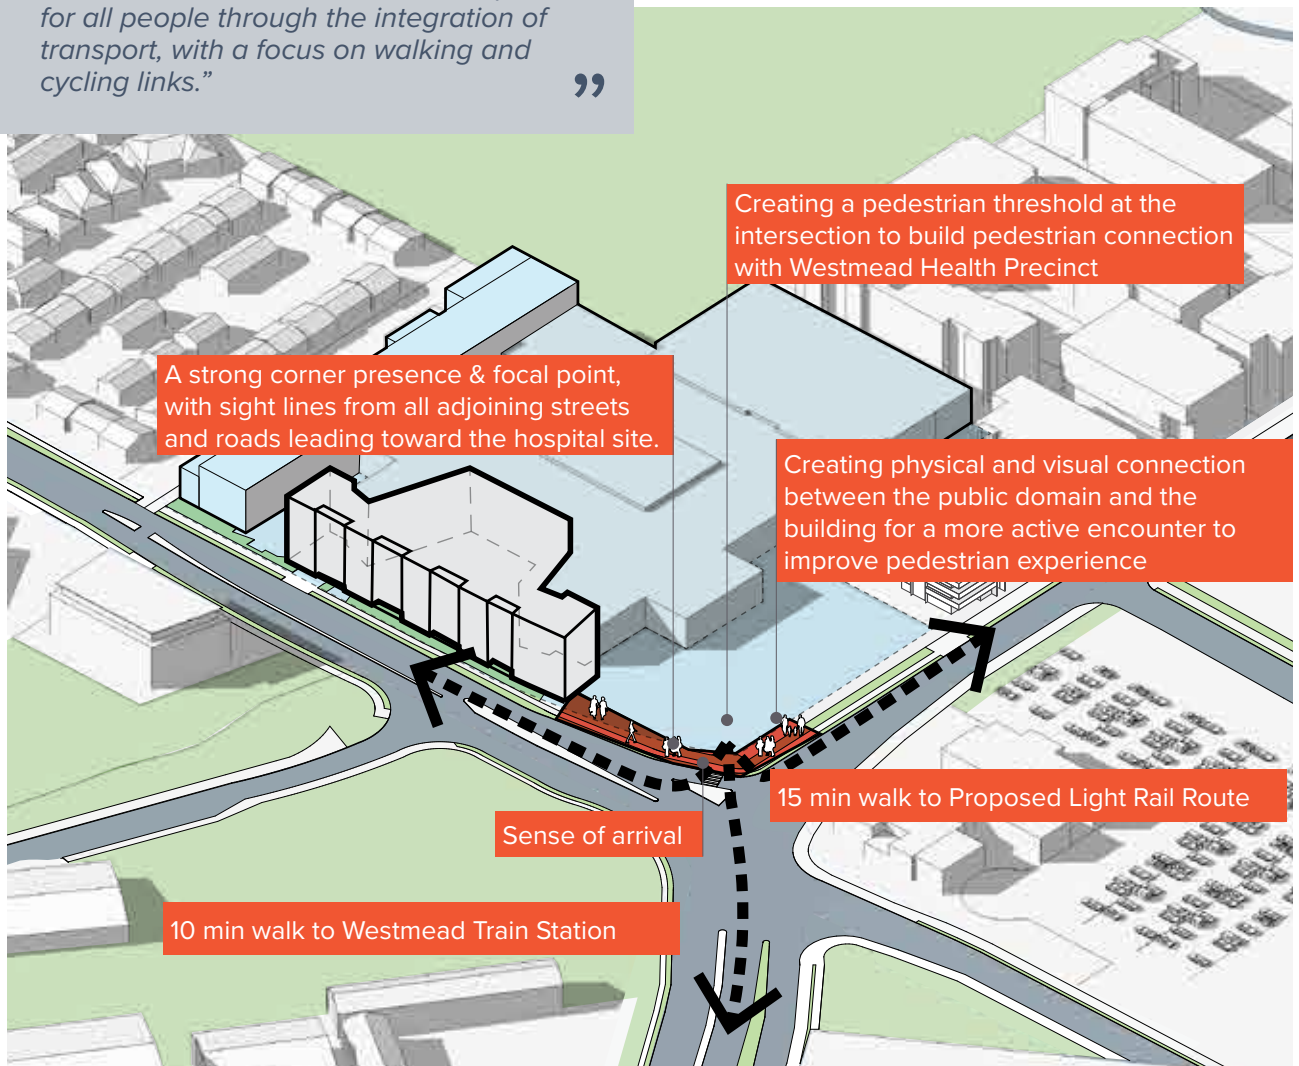 for all people through the integration of
transport, with a focus on walking and
cycling links.”
”
Creating a pedestrian threshold at the
intersection to build pedestrian connection
with Westmead Health Precinct
A strong corner presence & focal point,
with sight lines from all adjoining streets
and roads leading toward the hospital site.
Creating physical and visual connection
between the public domain and the
building for a more active encounter to
improve pedestrian experience
15 min walk to Proposed Light Rail Route
Sense of arrival
10 min walk to Westmead Train Station